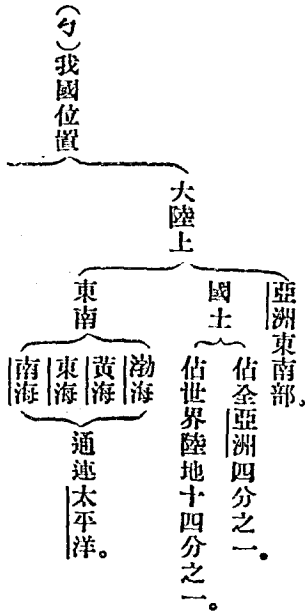 (ㄅ)我國位置
大陸上
亞洲東南部。
國土
佔全亞洲四分之一。
佔世界陸地十四分之一。
東南
渤海
黃海
東海
南海
通連太平洋。